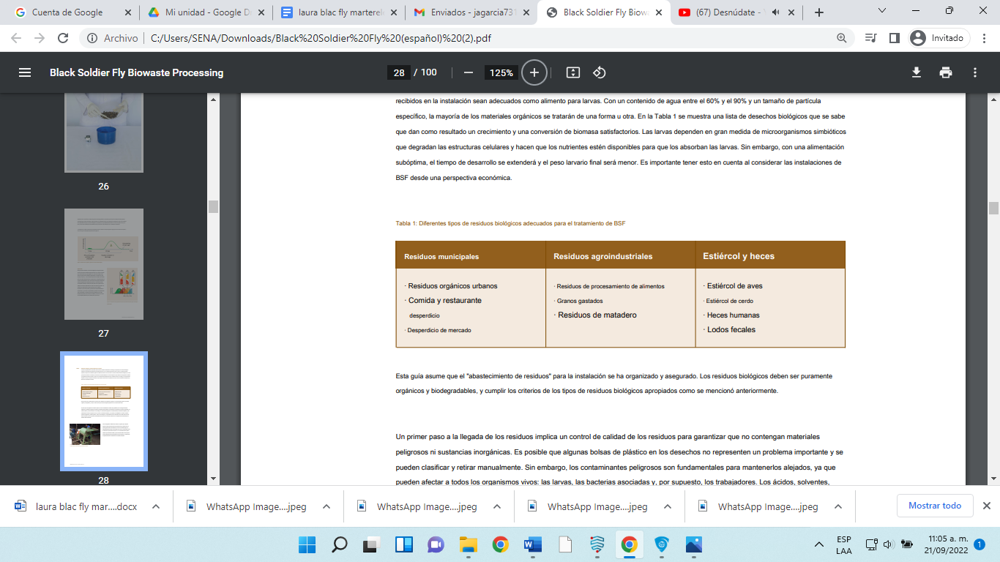 Cuenta de Google
Mi unidad - Google D
laura blac fly marterel
Enviados - jagarcia731
Black Soldier Fly Biow
(67) Desnúdate - Y
Archivo
C:/Users/SENA/Downloads/Black%20Soldier%20Fly%20(español)%20(2).pdf
Invitado
Black Soldier Fly Biowaste Processing
28 / 100
125%
26
27
28
recibidos en la instalación sean adecuados como alimento para larvas. Con un contenido de agua entre el 60% y el 90% y un tamaño de partícula
específico, la mayoría de los materiales orgánicos se tratarán de una forma u otra. En la Tabla 1 se muestra una lista de desechos biológicos que se sabe
que dan como resultado un crecimiento y una conversión de biomasa satisfactorios. Las larvas dependen en gran medida de microorganismos simbióticos
que degradan las estructuras celulares y hacen que los nutrientes estén disponibles para que los absorban las larvas. Sin embargo, con una alimentación
subóptima, el tiempo de desarrollo se extenderá y el peso larvario final será menor. Es importante tener esto en cuenta al considerar las instalaciones de
BSF desde una perspectiva económica.
Tabla 1: Diferentes tipos de residuos biológicos adecuados para el tratamiento de BSF
Residuos municipales
· Residuos orgánicos urbanos
· Comida y restaurante
desperdicio
· Desperdicio de mercado
Residuos agroindustriales
· Residuos de procesamiento de alimentos
· Granos gastados
· Residuos de matadero
Estiércol y heces
· Estiércol de aves
· Estiércol de cerdo
· Heces humanas
· Lodos fecales
Esta guía asume que el "abastecimiento de residuos" para la instalación se ha organizado y asegurado. Los residuos biológicos deben ser puramente
orgánicos y biodegradables, y cumplir los criterios de los tipos de residuos biológicos apropiados como se mencionó anteriormente.
Un primer paso a la llegada de los residuos implica un control de calidad de los residuos para garantizar que no contengan materiales
peligrosos ni sustancias inorgánicas. Es posible que algunas bolsas de plástico en los desechos no representen un problema importante y se
pueden clasificar y retirar manualmente. Sin embargo, los contaminantes peligrosos son fundamentales para mantenerlos alejados, ya que
pueden afectar a todos los organismos vivos: las larvas, las bacterias asociadas y, por supuesto, los trabajadores. Los ácidos, solventes,
laura blac fly mar....docx
WhatsApp Image....jpeg
WhatsApp Image....jpeg
WhatsApp Image....jpeg
WhatsApp Image....jpeg
Mostrar todo
ESP
LAA
11:05 a. m.
21/09/2022
1